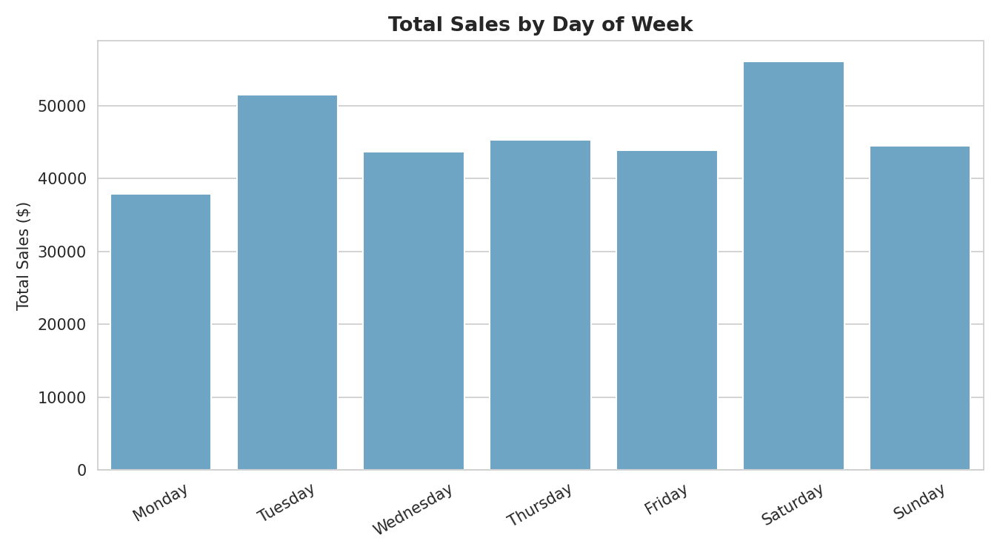 Total Sales by Day of Week
Total Sales ($)
50000
40000
30000
20000
10000
0
Monday
Tuesday
Wednesday
Thursday
Friday
Saturday
Sunday